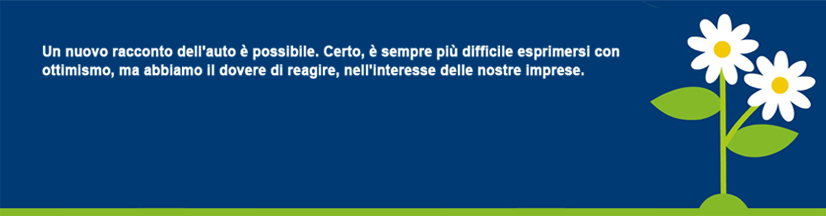 Un nuovo racconto dell'auto è possibile. Certo, è sempre più difficile esprimersi con
ottimismo, ma abbiamo il dovere di reagire, nell'interesse delle nostre imprese.